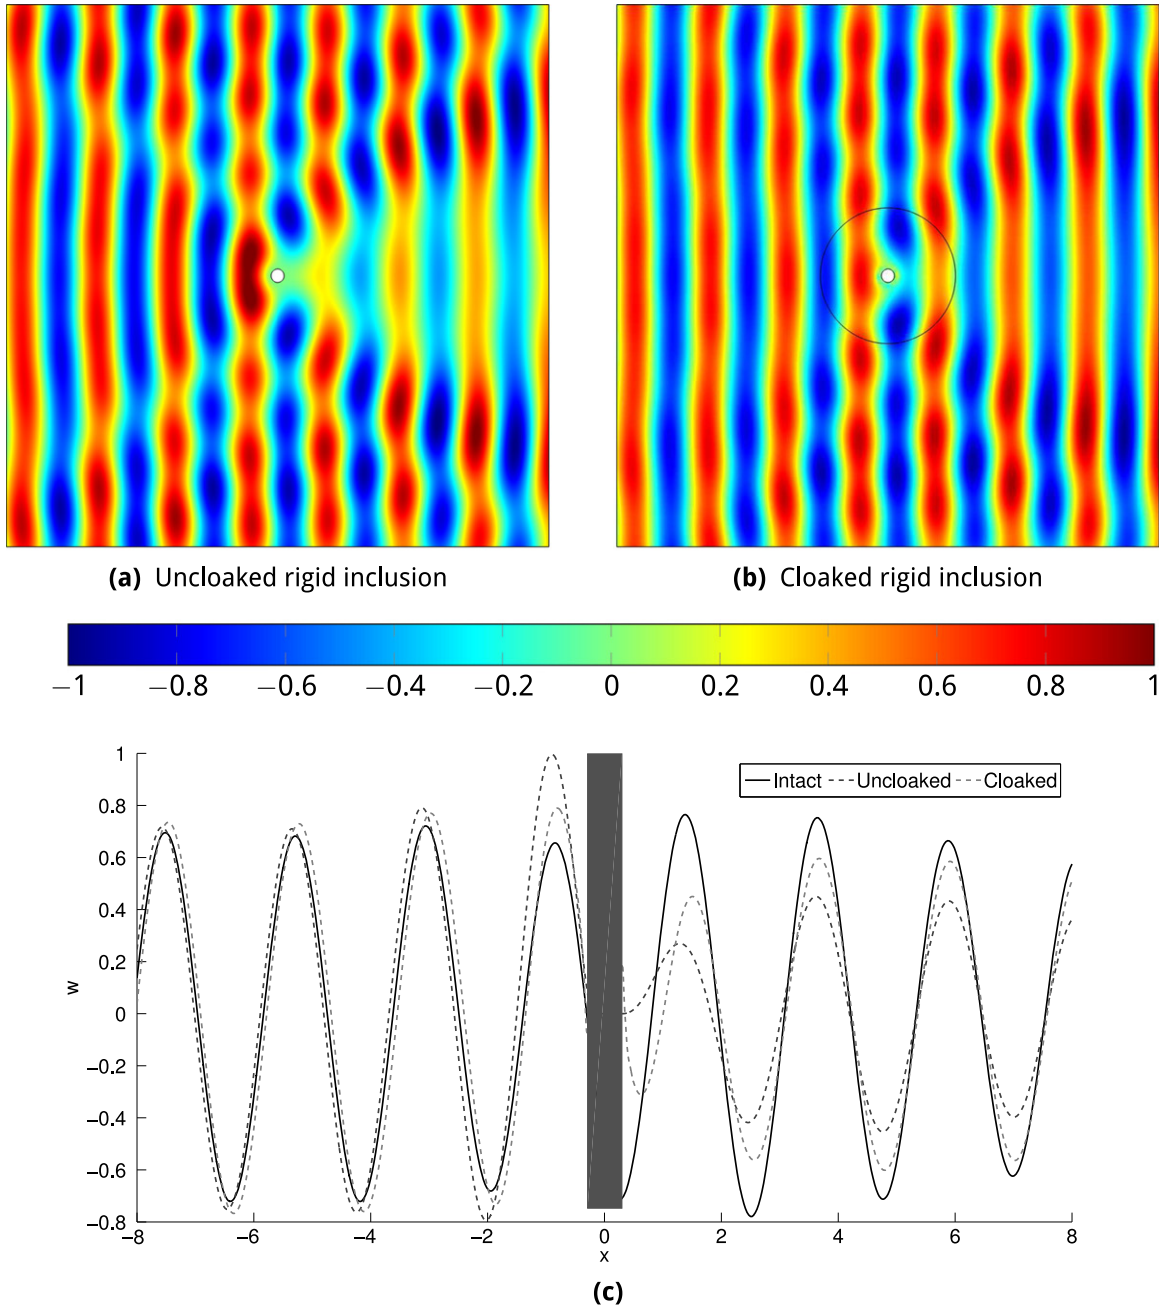 (a) Uncloaked rigid inclusion
(b) Cloaked rigid inclusion
−1 −0.8 −0.6 −0.4 −0.2 0 0.2 0.4 0.6 0.8 1
1
0.8
0.6
0.4
0.2
0
−0.2
−0.4
−0.6
−0.8
w
Intact Uncloaked Cloaked
−8 −6 −4 −2 0 2 4 6 8
x
(c)